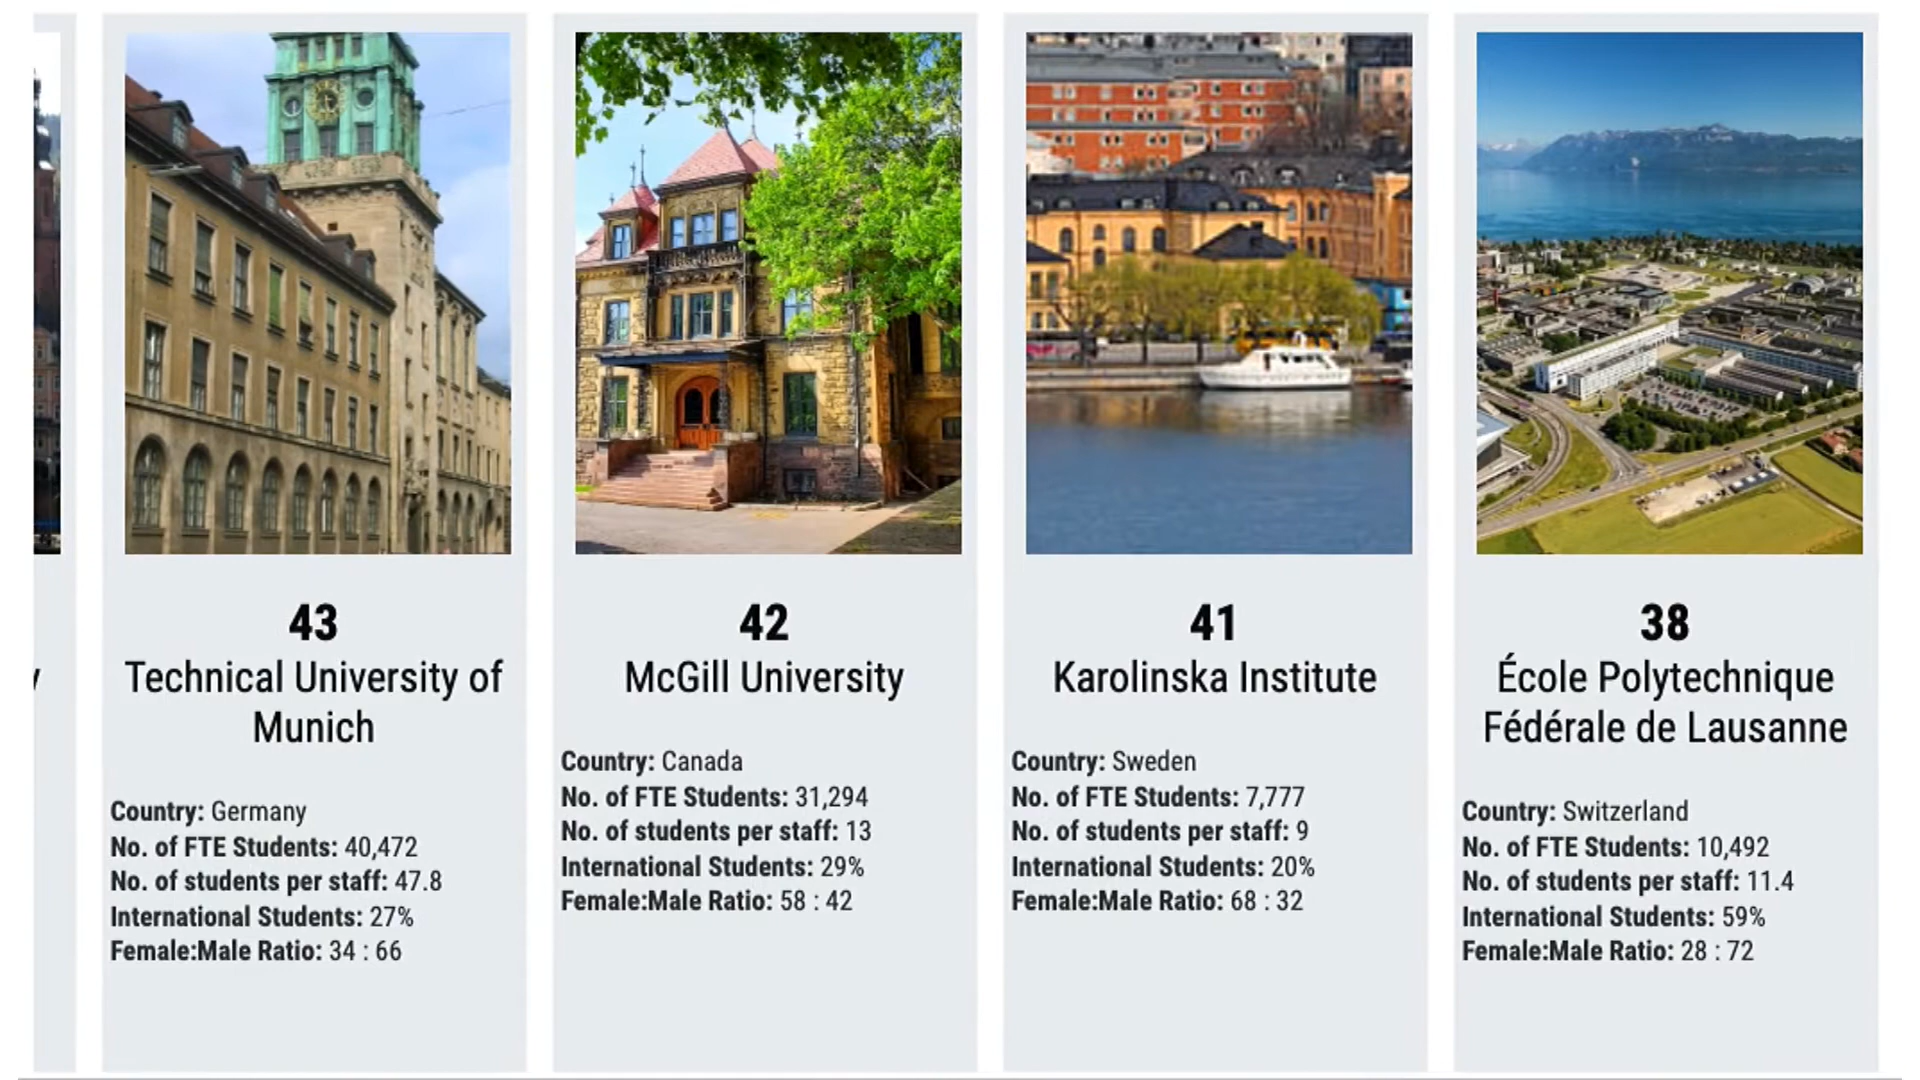 43
Technical University of
Munich
Country: Germany
No. of FTE Students: 40,472
No. of students per staff: 47.8
International Students: 27%
Female:Male Ratio: 34 : 66
42
McGill University
Country: Canada
No. of FTE Students: 31,294
No. of students per staff: 13
International Students: 29%
Female:Male Ratio: 58 : 42
41
Karolinska Institute
Country: Sweden
No. of FTE Students: 7,777
No. of students per staff: 9
International Students: 20%
Female:Male Ratio: 68 : 32
38
École Polytechnique
Fédérale de Lausanne
Country: Switzerland
No. of FTE Students: 10,492
No. of students per staff: 11.4
International Students: 59%
Female:Male Ratio: 28 : 72